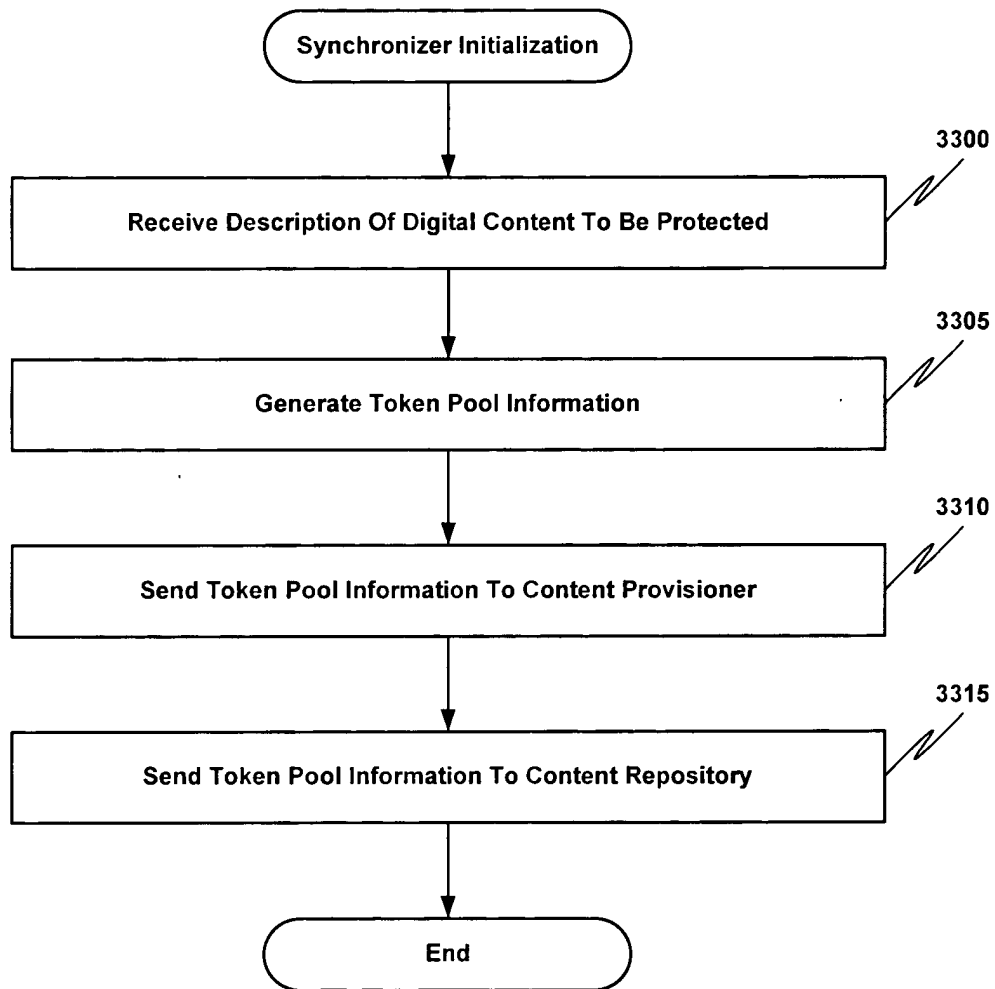 Synchronizer Initialization
3300
Receive Description Of Digital Content To Be Protected
3305
Generate Token Pool Information
3310
Send Token Pool Information To Content Provisioner
3315
Send Token Pool Information To Content Repository
End